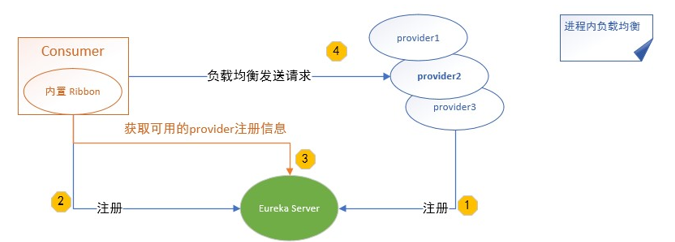 Consumer
内置 Ribbon
4
负载均衡发送请求
provider1
provider2
provider3
进程内负载均衡
获取可用的provider注册信息
3
2
注册
Eureka Server
注册
1